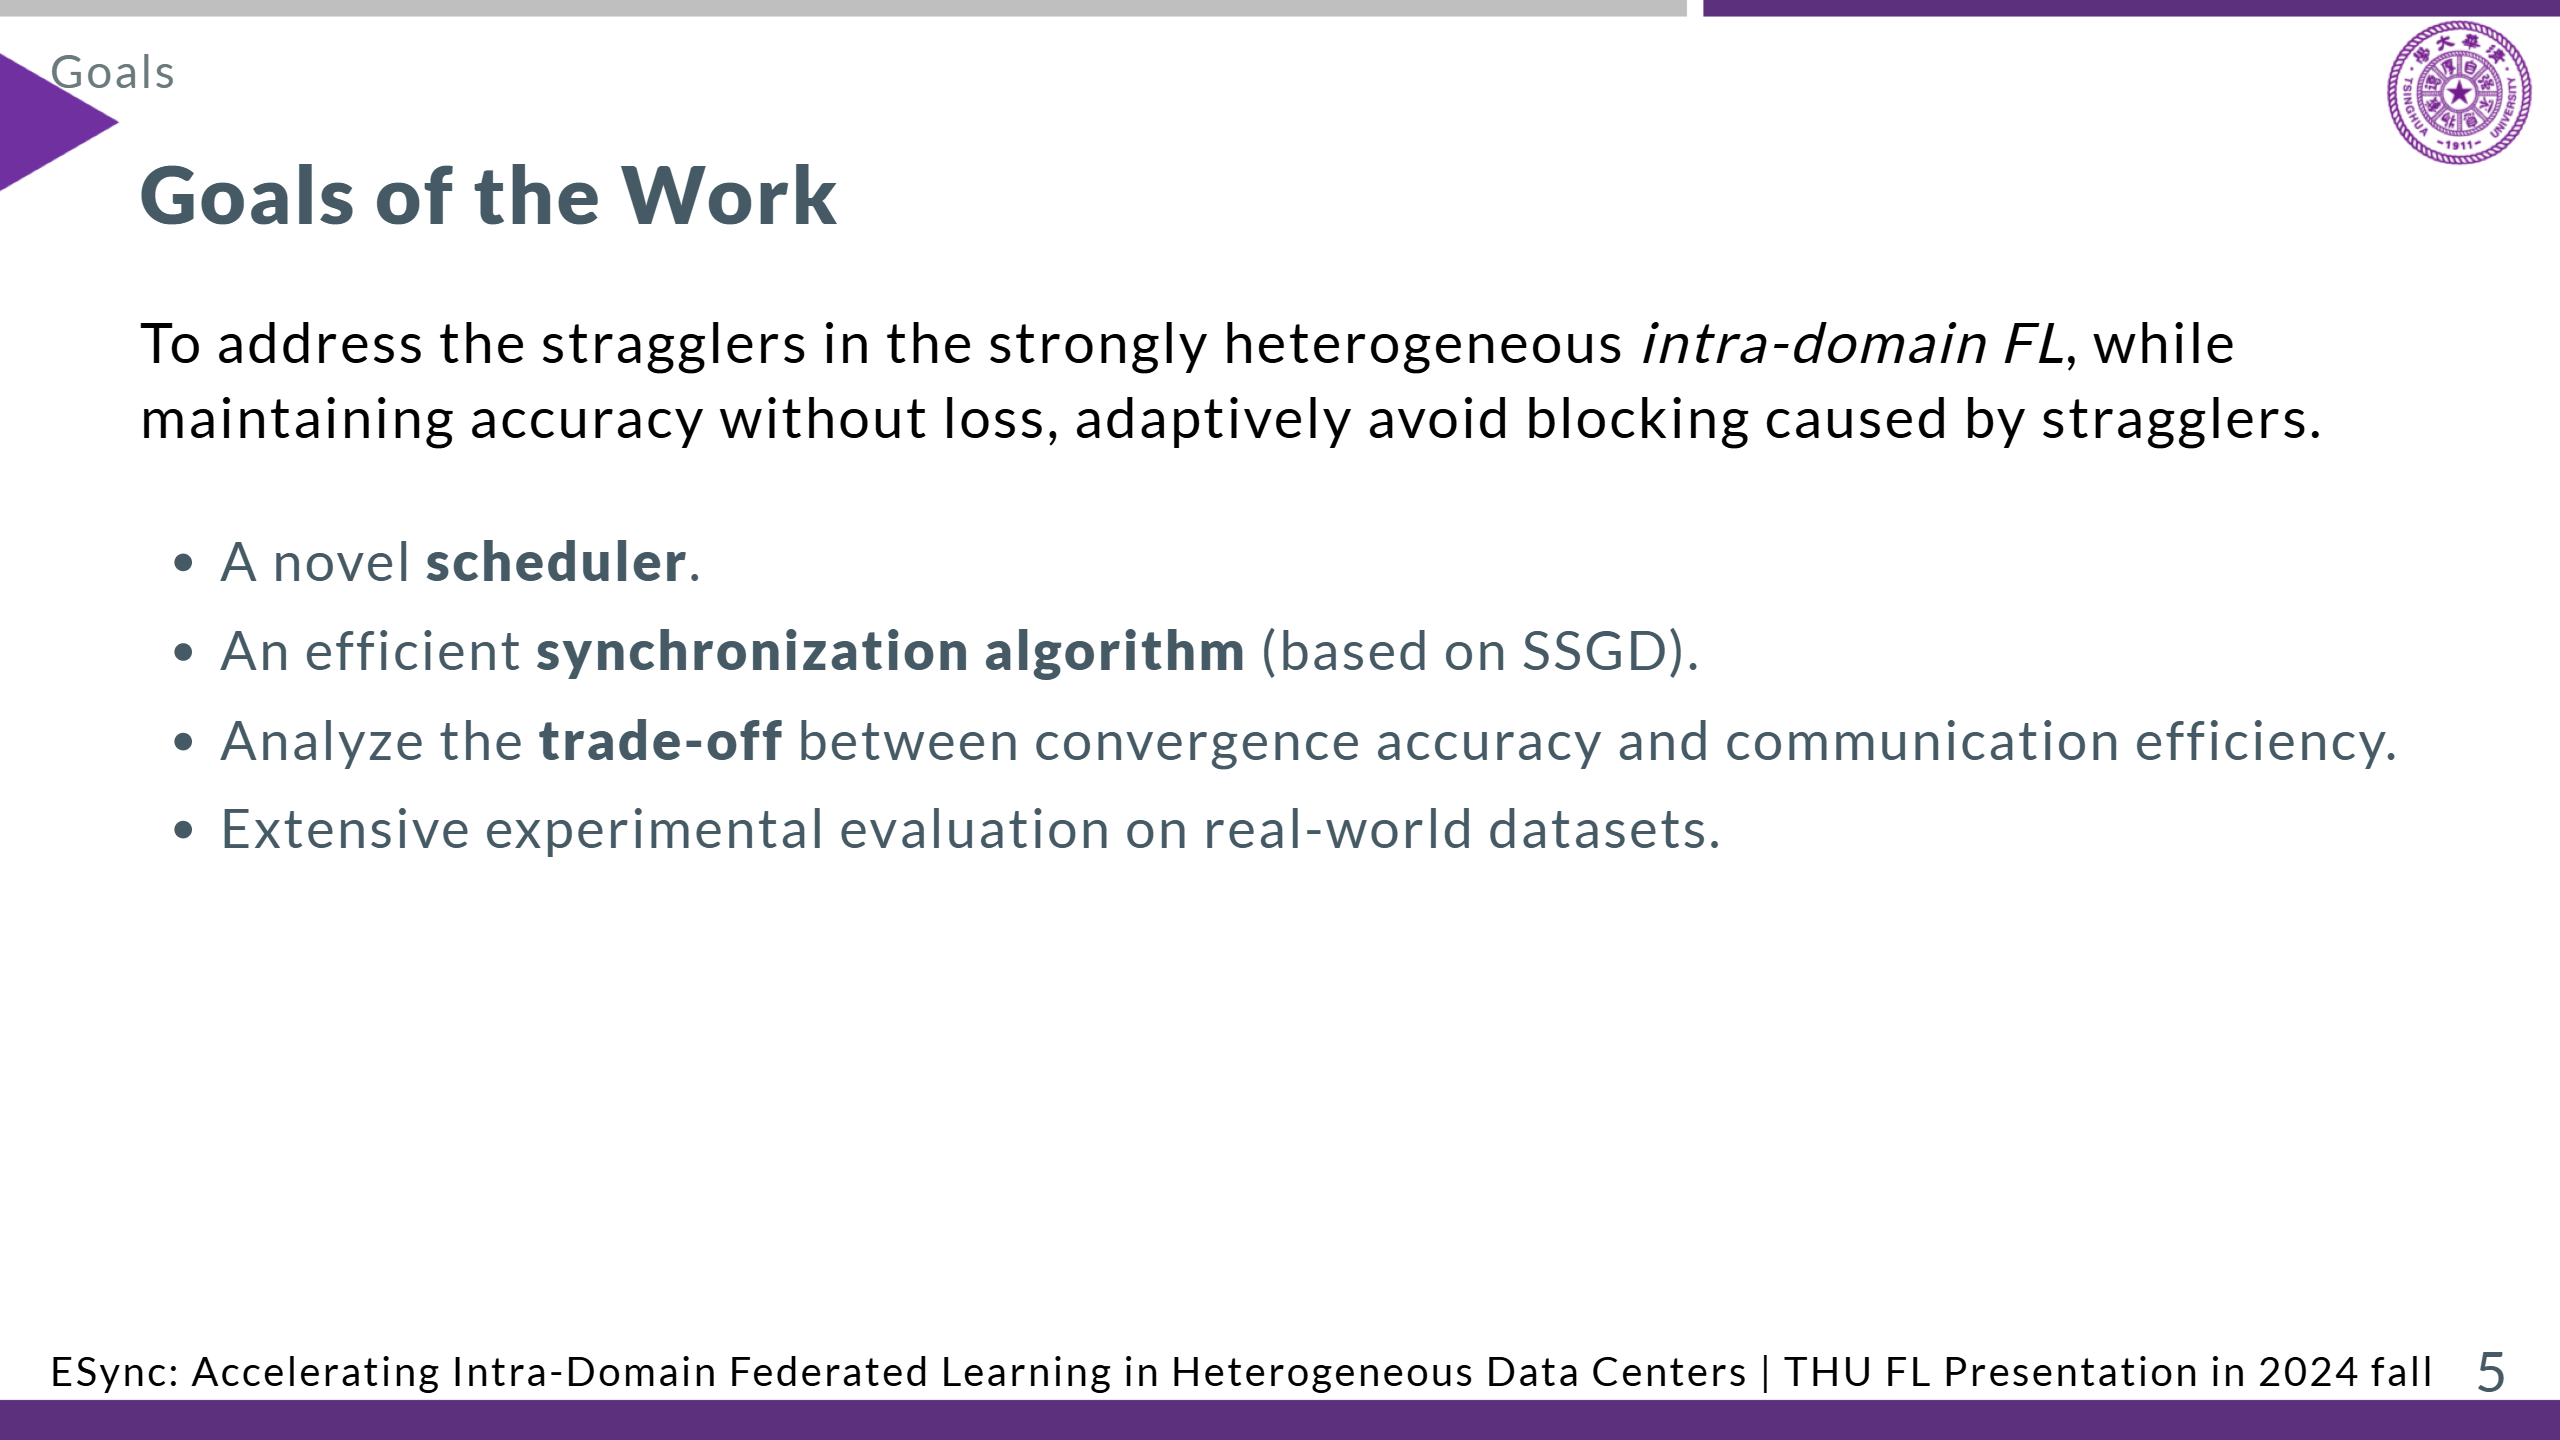 Goals
Goals of the Work
To address the stragglers in the strongly heterogeneous intra-domain FL, while
maintaining accuracy without loss, adaptively avoid blocking caused by stragglers.
• A novel scheduler.
• An efficient synchronization algorithm (based on SSGD).
• Analyze the trade-off between convergence accuracy and communication efficiency.
• Extensive experimental evaluation on real-world datasets.
TSINGHUA UNIVERSITY
-1911-
ESync: Accelerating Intra-Domain Federated Learning in Heterogeneous Data Centers | THU FL Presentation in 2024 fall
5